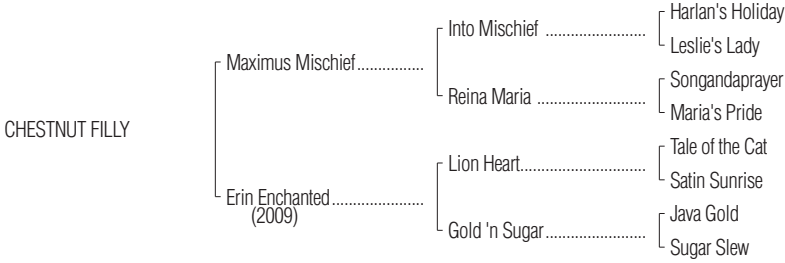 Harlan's Holiday
Into Mischief ........................
Leslie's Lady
Maximus Mischief................
Songandaprayer
Reina Maria ..........................
Maria's Pride
CHESTNUT FILLY
Tale of the Cat
Lion Heart..............................
Satin Sunrise
Erin Enchanted......................
(2009)
Java Gold
Gold 'n Sugar........................
Sugar Slew